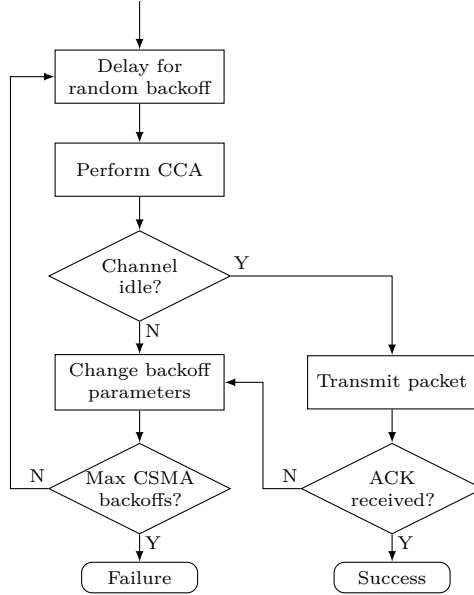 Delay for
random backoff
Perform CCA
Channel
idle?
Y
N
Change backoff
parameters
Transmit packet
N
Max CSMA
backoffs?
N
ACK
received?
Y
Y
Failure
Success